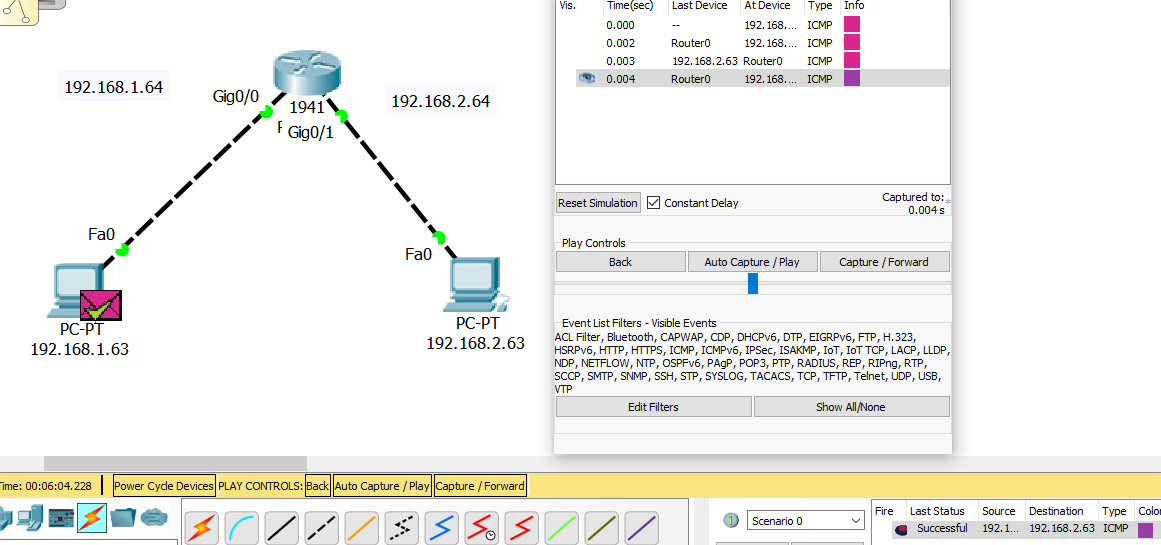 Vis. Time(sec) Last Device At Device Type Info
0.000 -- 192.168.... ICMP
0.002 Router0 192.168.... ICMP
0.003 192.168.2.63 Router0 ICMP
0.004 Router0 192.168.... ICMP
192.168.1.64
Gig0/0
1941
192.168.2.64
Gig0/1
Fa0
Fa0
PC-PT
192.168.1.63
PC-PT
192.168.2.63
Reset Simulation Constant Delay Captured to:
0.004 s
Play Controls
Back Auto Capture / Play Capture / Forward
Event List Filters - Visible Events
ACL Filter, Bluetooth, CAPWAP, CDP, DHCPv6, DTP, EIGRPv6, FTP, H.323,
HSRPv6, HTTP, HTTPS, ICMP, ICMPv6, IPSec, ISAKMP, IoT, IoT TCP, LACP, LLDP,
NDP, NETFLOW, NTP, OSPFv6, PAgP, POP3, PTP, RADIUS, REP, RIPng, RTP,
SCCP, SMTP, SNMP, SSH, STP, SYSLOG, TACACS, TCP, TFTP, Telnet, UDP, USB,
VTP
Edit Filters Show All/None
Time: 00:06:04.228 Power Cycle Devices PLAY CONTROLS: Back Auto Capture / Play Capture / Forward
Scenario 0
Fire Last Status Source Destination Type Color
Successful 192.1... 192.168.2.63 ICMP